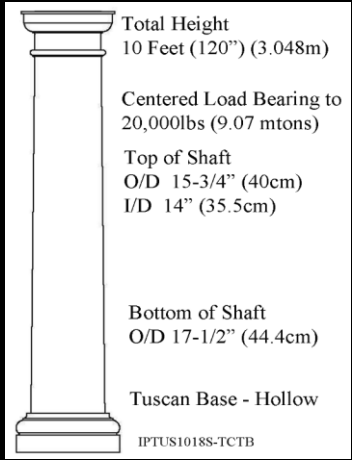 Total Height
10 Feet (120”) (3.048m)
Centered Load Bearing to
20,000lbs (9.07 mtons)
Top of Shaft
O/D 15-3/4” (40cm)
I/D 14” (35.5cm)
Bottom of Shaft
O/D 17-1/2” (44.4cm)
Tuscan Base - Hollow
IPTUS1018S-TCTB